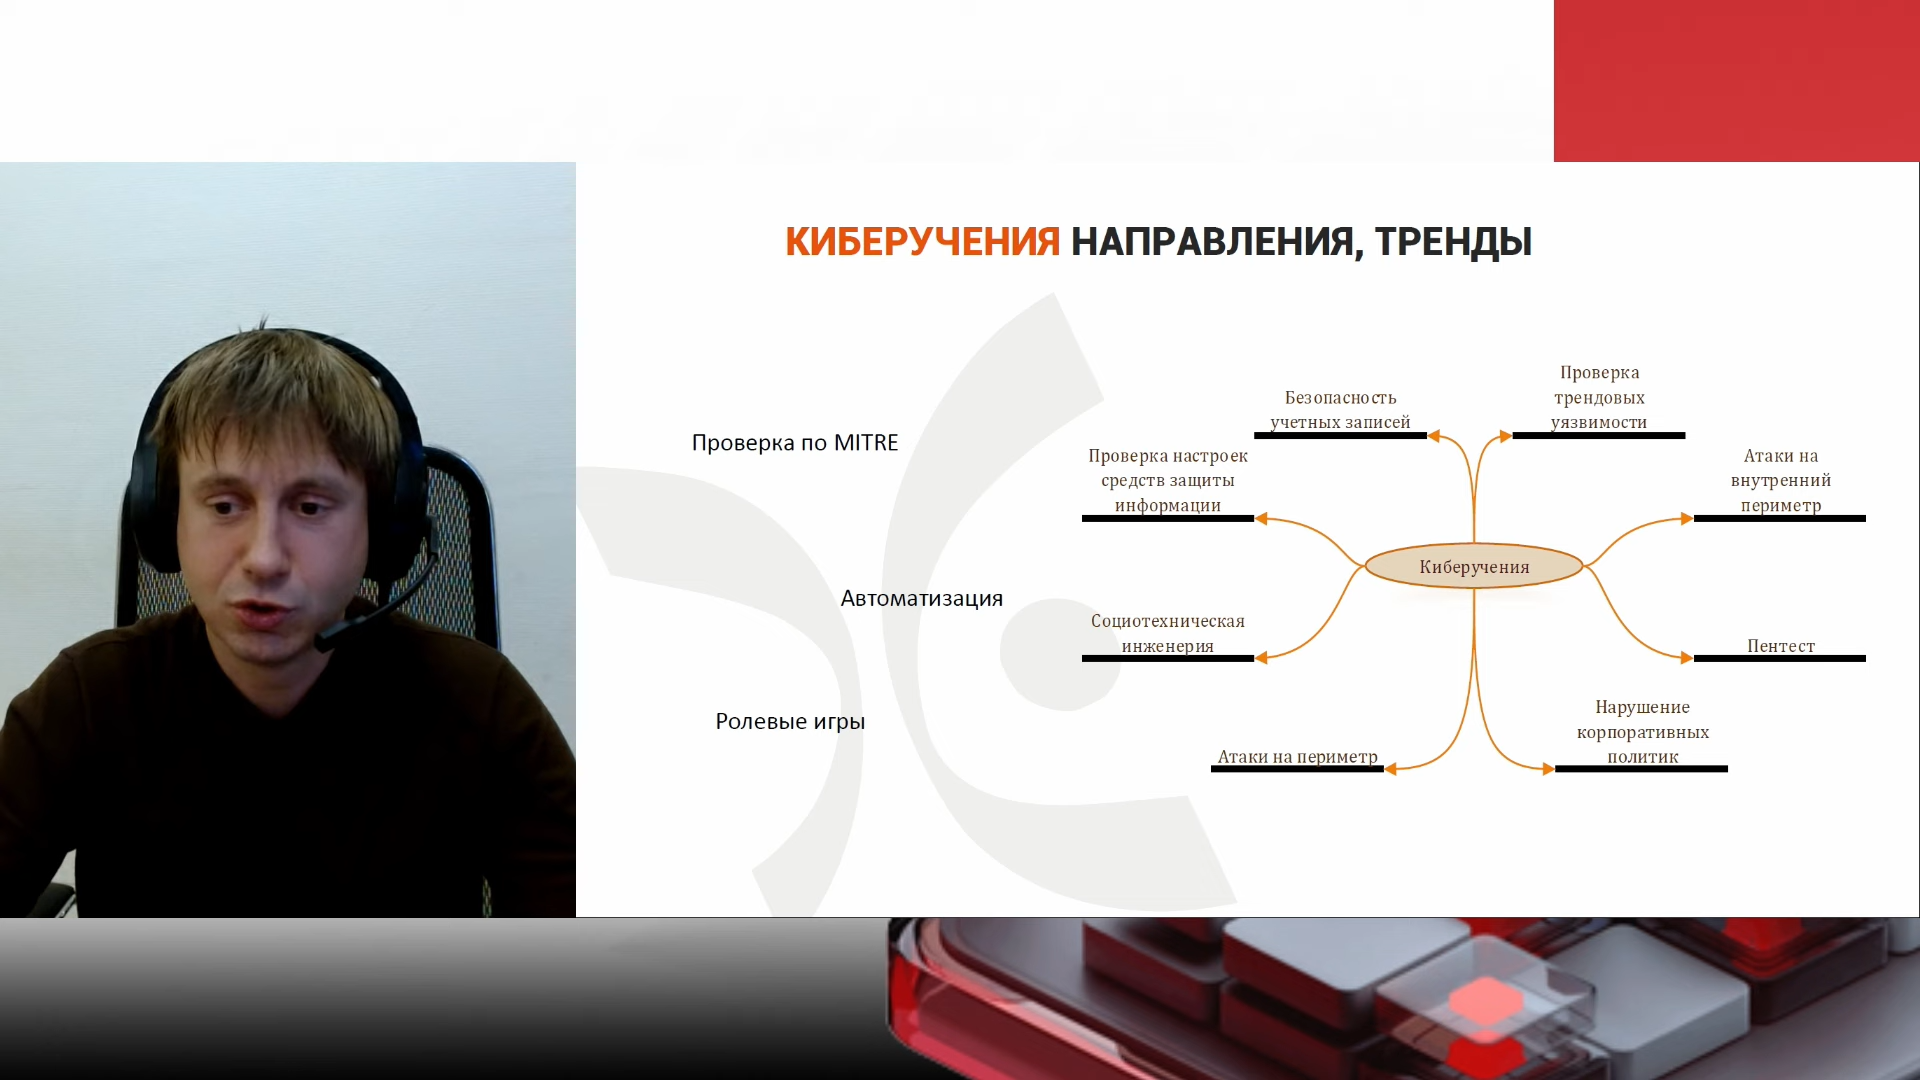 КИБЕРУЧЕНИЯ НАПРАВЛЕНИЯ, ТРЕНДЫ
Проверка по MITRE
Автоматизация
Ролевые игры
Безопасность
учетных записей
Проверка
трендовых
уязвимости
Проверка настроек
средств защиты
информации
Атаки на
внутренний
периметр
Киберучения
Социотехническая
инженерия
Пентест
Атаки на периметр
Нарушение
корпоративных
политик